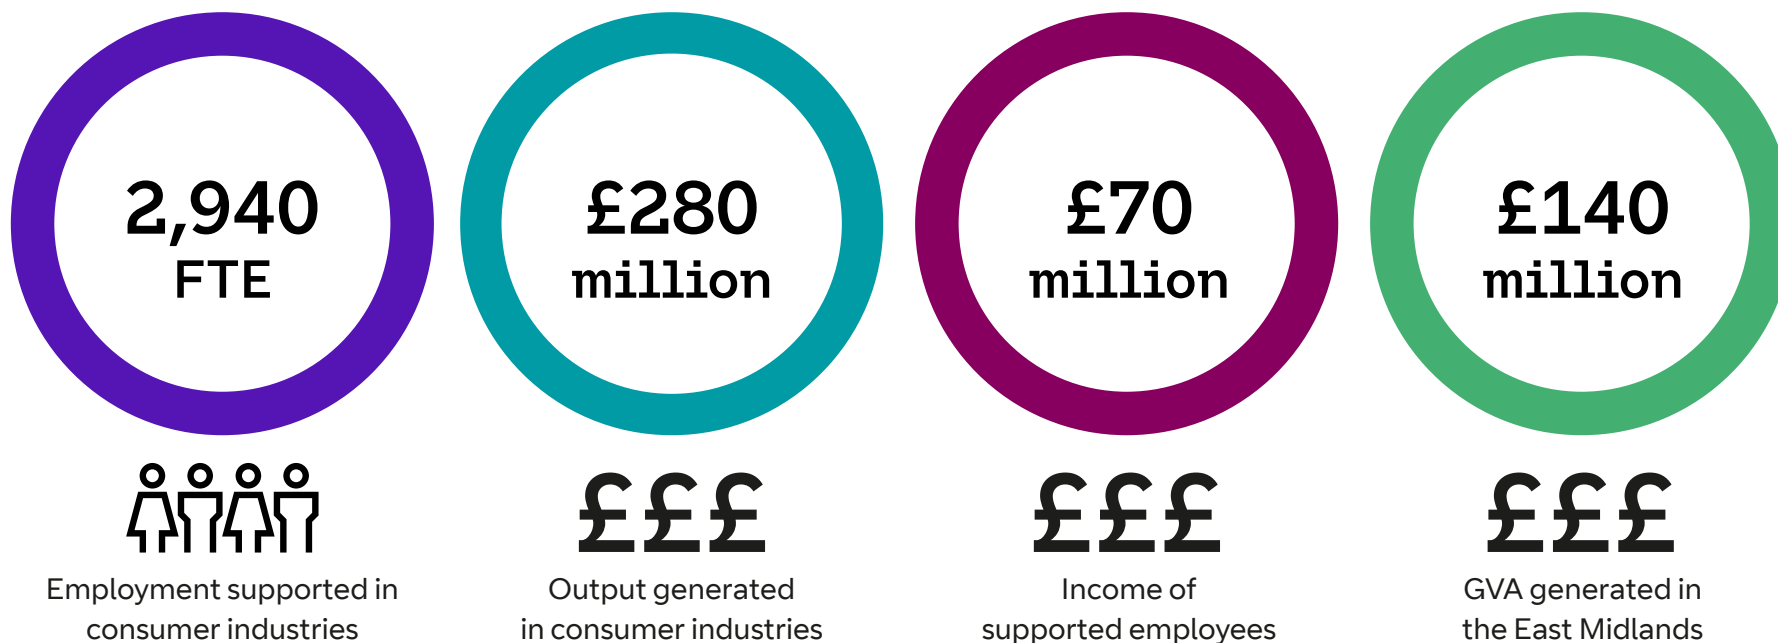 2,940
FTE
Employment supported in
consumer industries
£280
million
£££
Output generated
in consumer industries
£70
million
£££
Income of
supported employees
£140
million
£££
GVA generated in
the East Midlands